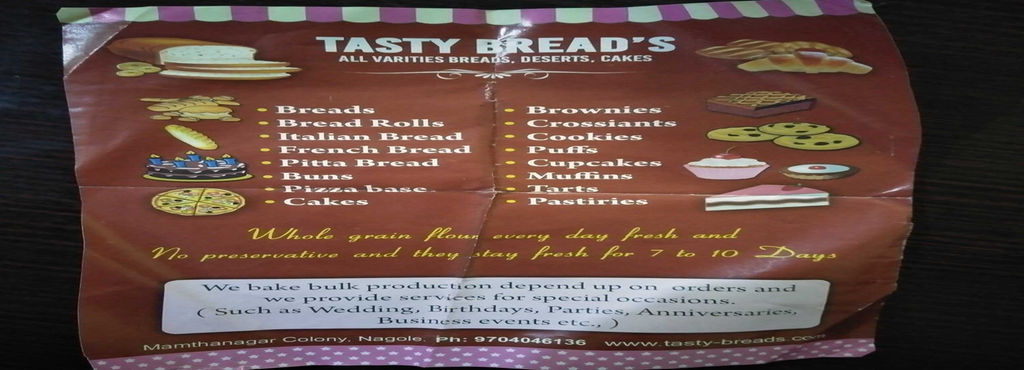 TASTY BREAD'S
ALL VARITIES BREADS, DESERTS, CAKES
• Breads
• Bread Rolls
• Italian Bread
• French Bread
• Pitta Bread
• Buns
• Pizza base
• Cakes
• Brownies
• Crossiants
• Cookies
• Puffs
• Cupcakes
• Muffins
• Tarts
• Pastiries
Whole grain flour every day fresh and
No preservative and they stay fresh for 7 to 10 Days
We bake bulk production depend up on orders and
we provide services for special occasions.
( Such as Wedding, Birthdays, Parties, Anniversaries,
Business events etc., )
Mamthanagar Colony, Nagole. Ph: 9704046136 www.tasty-breads.com